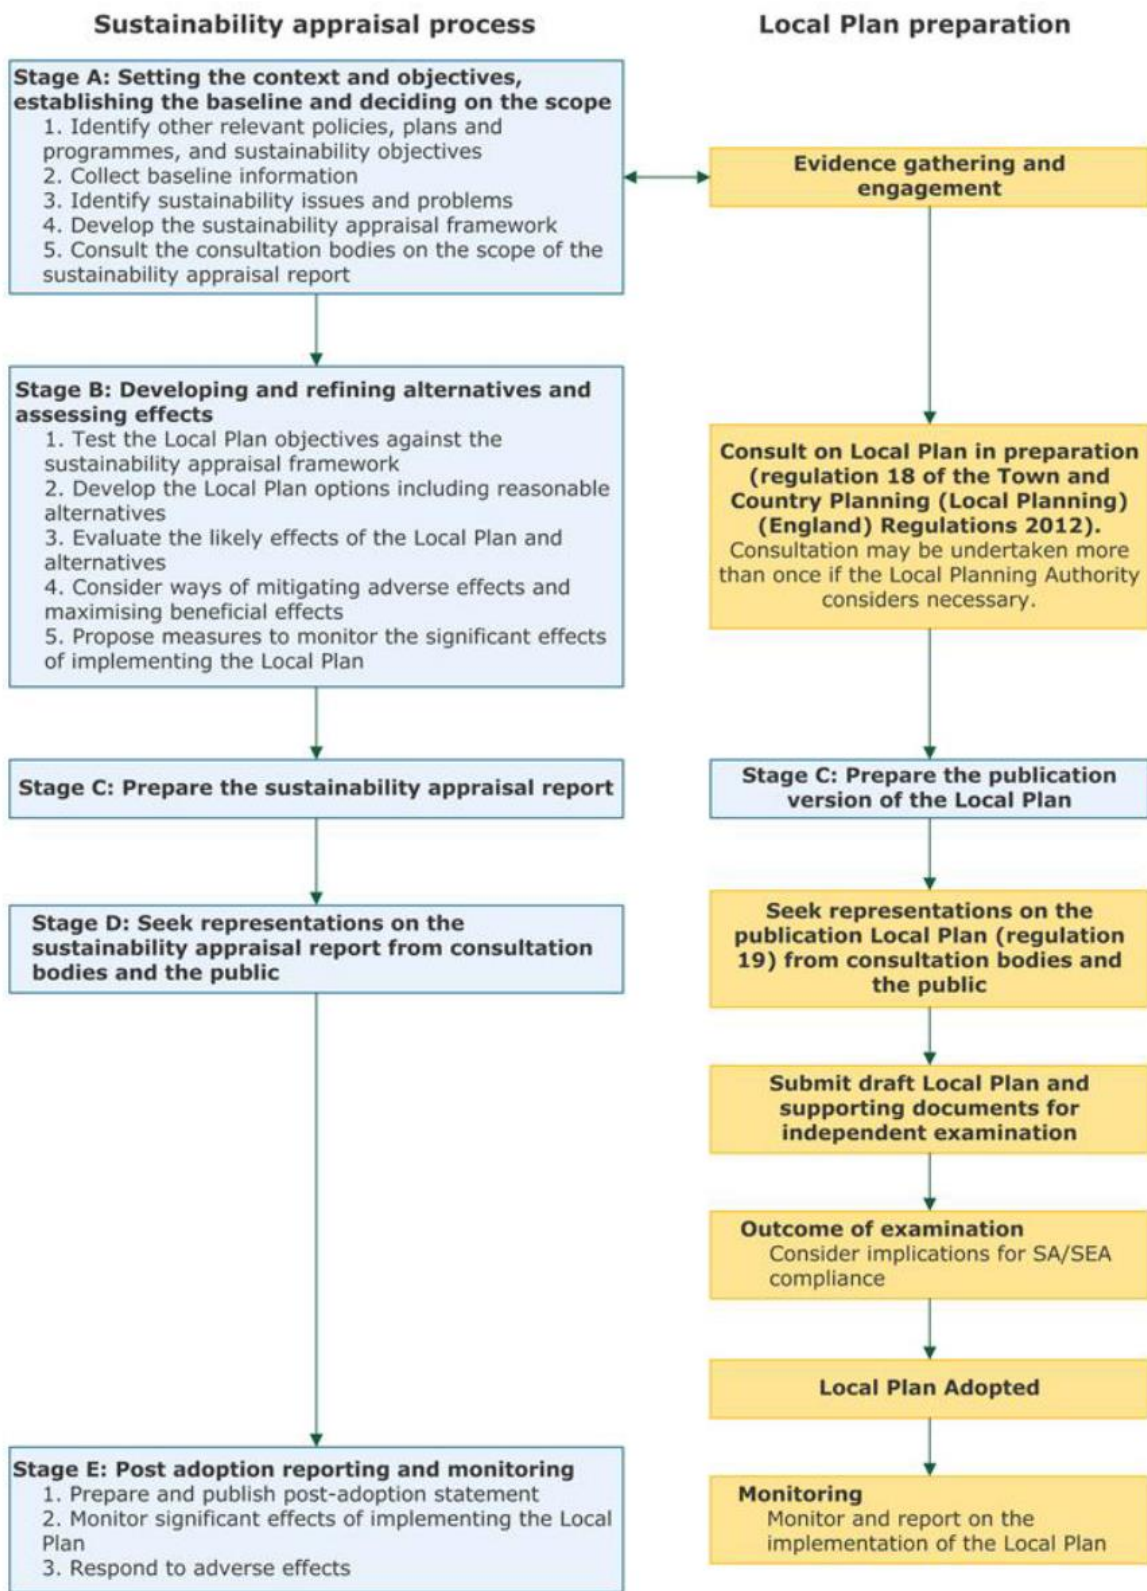 Sustainability appraisal process
Local Plan preparation
Stage A: Setting the context and objectives,
establishing the baseline and deciding on the scope
1. Identify other relevant policies, plans and
programmes, and sustainability objectives
2. Collect baseline information
3. Identify sustainability issues and problems
4. Develop the sustainability appraisal framework
5. Consult the consultation bodies on the scope of the
sustainability appraisal report
Evidence gathering and
engagement
Stage B: Developing and refining alternatives and
assessing effects
1. Test the Local Plan objectives against the
sustainability appraisal framework
2. Develop the Local Plan options including reasonable
alternatives
3. Evaluate the likely effects of the Local Plan and
alternatives
4. Consider ways of mitigating adverse effects and
maximising beneficial effects
5. Propose measures to monitor the significant effects
of implementing the Local Plan
Consult on Local Plan in preparation
(regulation 18 of the Town and
Country Planning (Local Planning)
(England) Regulations 2012).
Consultation may be undertaken more
than once if the Local Planning Authority
considers necessary.
Stage C: Prepare the sustainability appraisal report
Stage C: Prepare the publication
version of the Local Plan
Stage D: Seek representations on the
sustainability appraisal report from consultation
bodies and the public
Seek representations on the
publication Local Plan (regulation
19) from consultation bodies and
the public
Submit draft Local Plan and
supporting documents for
independent examination
Outcome of examination
Consider implications for SA/SEA
compliance
Local Plan Adopted
Stage E: Post adoption reporting and monitoring
1. Prepare and publish post-adoption statement
2. Monitor significant effects of implementing the Local
Plan
3. Respond to adverse effects
Monitoring
Monitor and report on the
implementation of the Local Plan